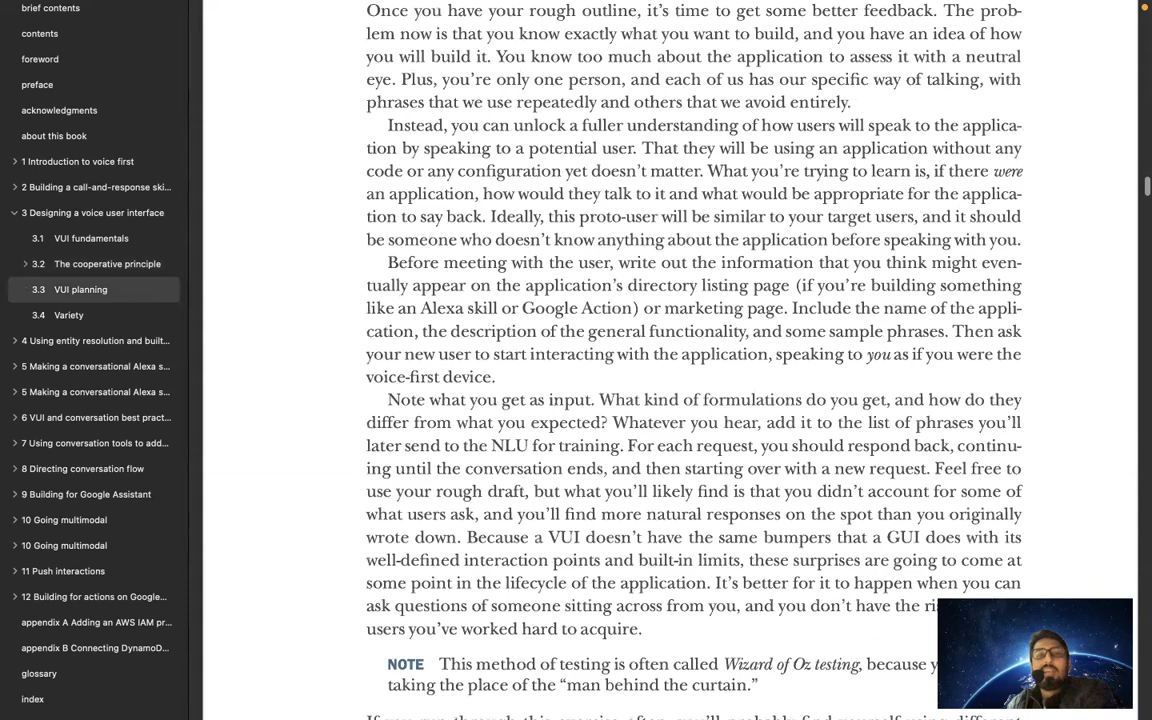 brief contents
contents
foreword
preface
acknowledgments
about this book
1 Introduction to voice first
2 Building a call-and-response ski...
3 Designing a voice user interface
3.1 VUI fundamentals
3.2 The cooperative principle
3.3 VUI planning
3.4 Variety
4 Using entity resolution and built...
5 Making a conversational Alexa s...
5 Making a conversational Alexa s...
6 VUI and conversation best pract...
7 Using conversation tools to add...
8 Directing conversation flow
9 Building for Google Assistant
10 Going multimodal
10 Going multimodal
11 Push interactions
12 Building for actions on Google...
appendix A Adding an AWS IAM pr...
appendix B Connecting DynamoD...
glossary
index
Once you have your rough outline, it’s time to get some better feedback. The prob-
lem now is that you know exactly what you want to build, and you have an idea of how
you will build it. You know too much about the application to assess it with a neutral
eye. Plus, you’re only one person, and each of us has our specific way of talking, with
phrases that we use repeatedly and others that we avoid entirely.
Instead, you can unlock a fuller understanding of how users will speak to the applica-
tion by speaking to a potential user. That they will be using an application without any
code or any configuration yet doesn’t matter. What you’re trying to learn is, if there were
an application, how would they talk to it and what would be appropriate for the applica-
tion to say back. Ideally, this proto-user will be similar to your target users, and it should
be someone who doesn’t know anything about the application before speaking with you.
Before meeting with the user, write out the information that you think might even-
tually appear on the application’s directory listing page (if you’re building something
like an Alexa skill or Google Action) or marketing page. Include the name of the appli-
cation, the description of the general functionality, and some sample phrases. Then ask
your new user to start interacting with the application, speaking to you as if you were the
voice-first device.
Note what you get as input. What kind of formulations do you get, and how do they
differ from what you expected? Whatever you hear, add it to the list of phrases you’ll
later send to the NLU for training. For each request, you should respond back, continu-
ing until the conversation ends, and then starting over with a new request. Feel free to
use your rough draft, but what you’ll likely find is that you didn’t account for some of
what users ask, and you’ll find more natural responses on the spot than you originally
wrote down. Because a VUI doesn’t have the same bumpers that a GUI does with its
well-defined interaction points and built-in limits, these surprises are going to come at
some point in the lifecycle of the application. It’s better for it to happen when you can
ask questions of someone sitting across from you, and you don’t have the
users you’ve worked hard to acquire.
NOTE This method of testing is often called Wizard of Oz testing, because
taking the place of the “man behind the curtain.”
If you run through this exercise often, you’ll probably find yourself using different